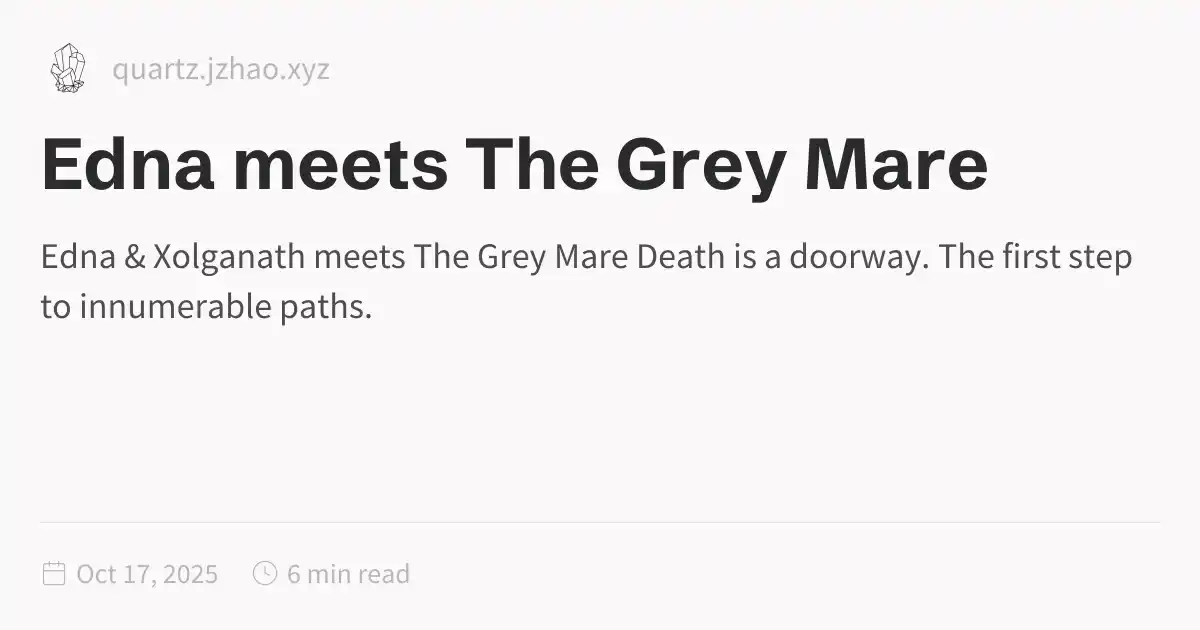 quartz.jzhao.xyz
Edna meets The Grey Mare
Edna & Xolganath meets The Grey Mare Death is a doorway. The first step
to innumerable paths.
Oct 17, 2025 6 min read